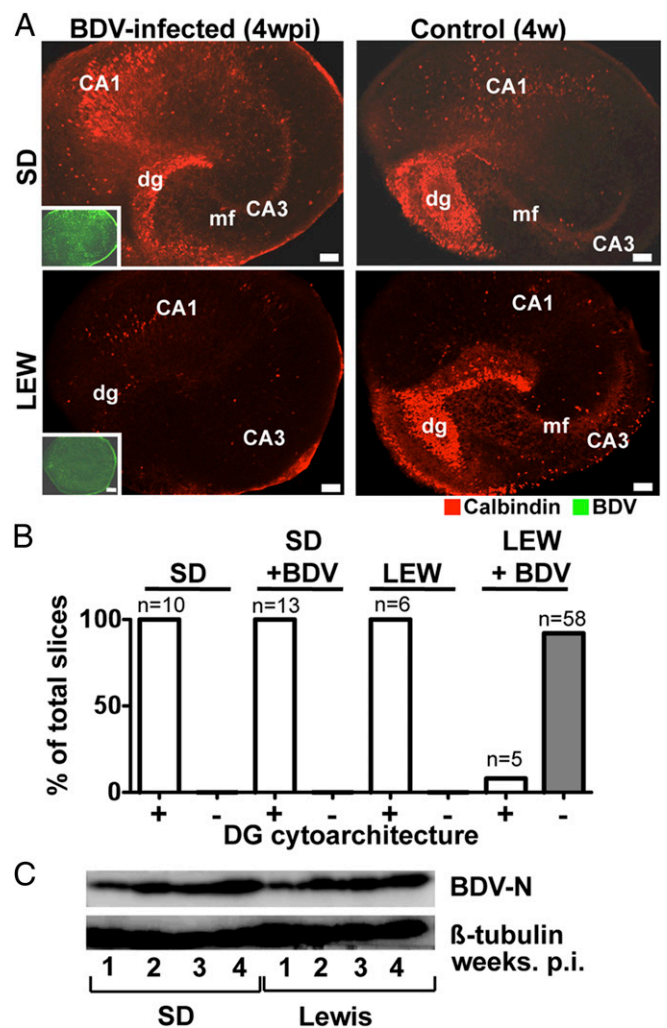 A
BDV-infected (4wpi)
Control (4w)
SD
CA1
dg
mf
CA3
CA1
dg
mf
CA3
LEW
CA1
dg
CA3
CA1
dg
mf
CA3
Calbindin BDV
B
SD
SD +BDV
LEW
LEW + BDV
n=10
n=13
n=6
n=58
n=5
% of total slices
100
50
0
+ - + - + - + -
DG cytoarchitecture
C
BDV-N
ß-tubulin
weeks. p.i.
1 2 3 4 1 2 3 4
SD Lewis